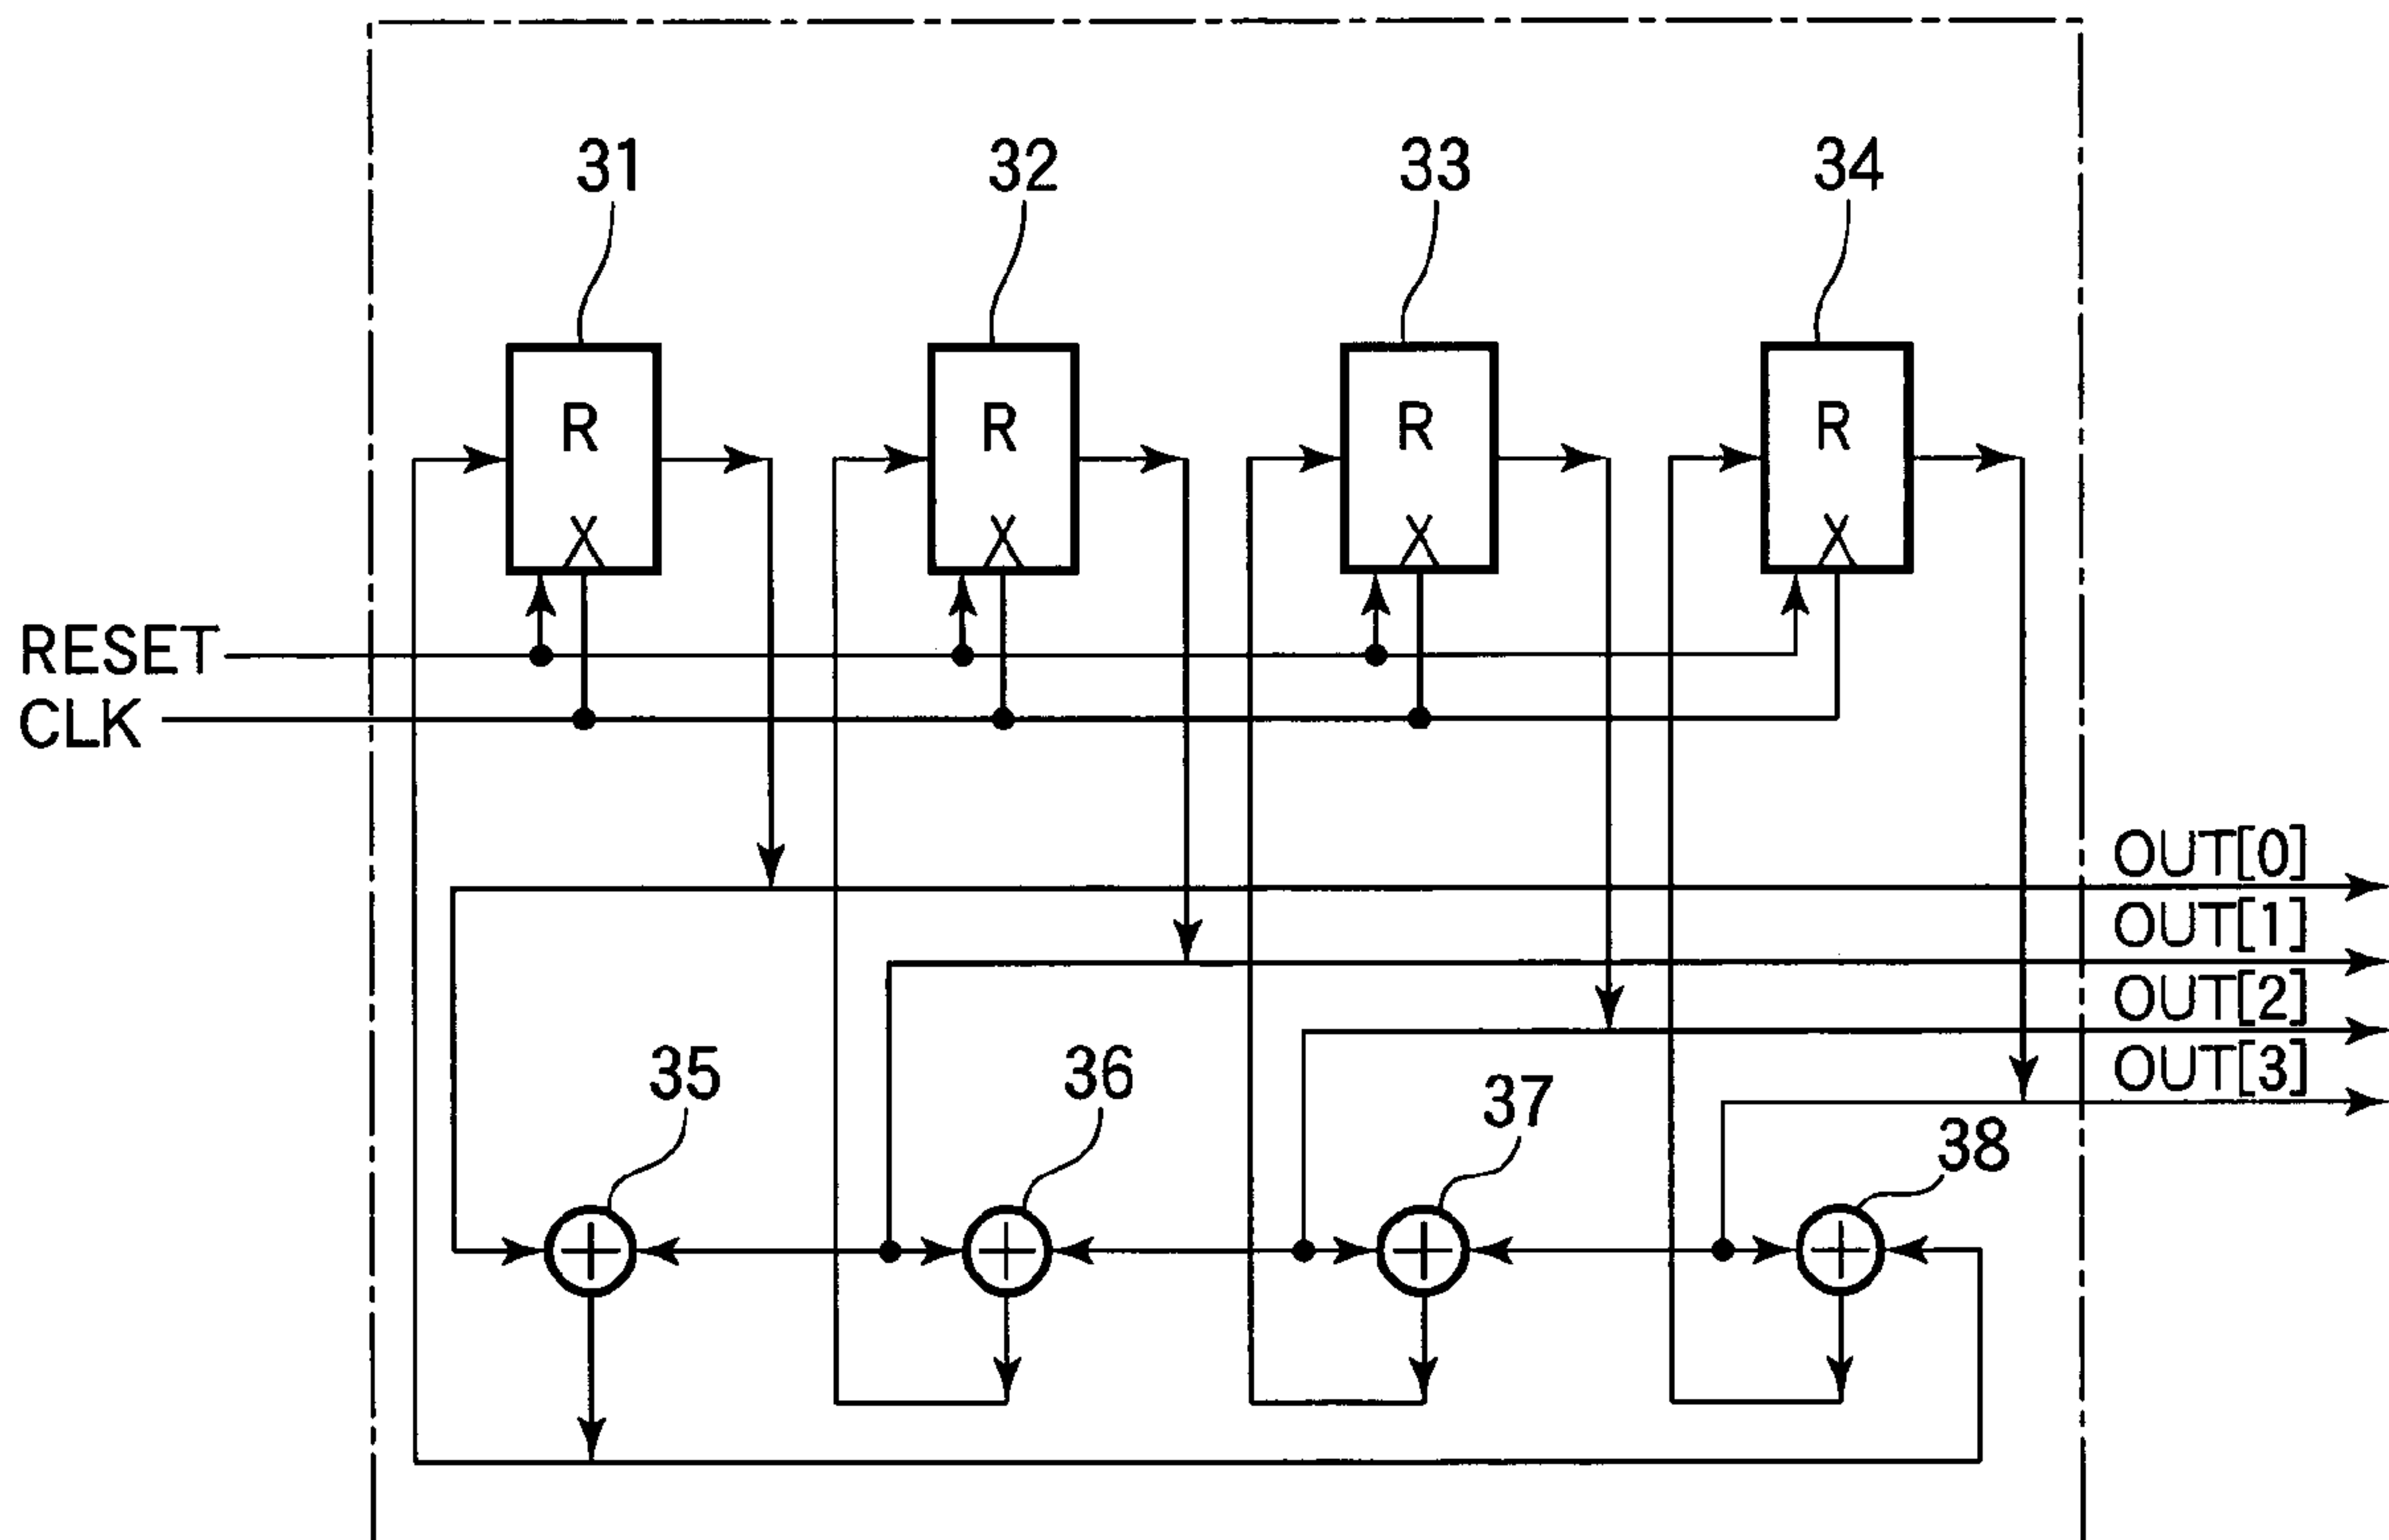 31
32
33
34
R
R
R
R
X
X
X
X
RESET
CLK
OUT[0]
OUT[1]
OUT[2]
OUT[3]
35
36
37
38